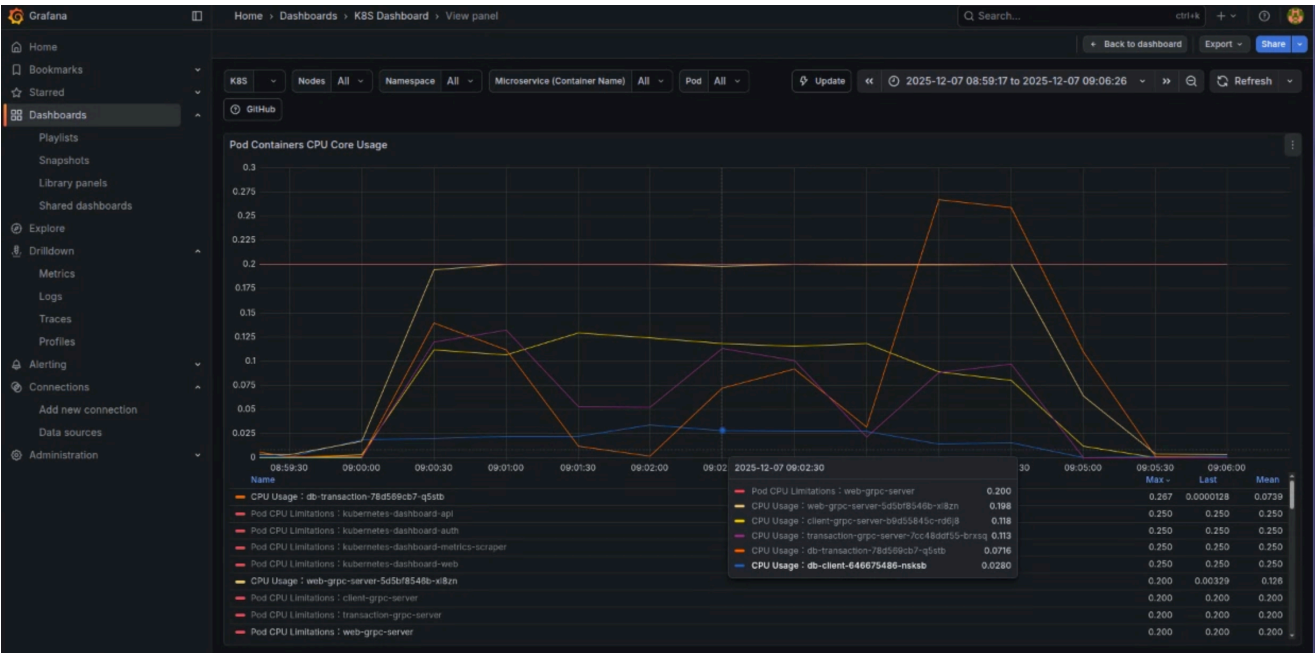 Grafana
Home › Dashboards › K8S Dashboard › View panel
Search...
ctrl+k
Home
Bookmarks
Starred
Dashboards
Playlists
Snapshots
Library panels
Shared dashboards
Explore
Drilldown
Metrics
Logs
Traces
Profiles
Alerting
Connections
Add new connection
Data sources
Administration
Back to dashboard
Export
Share
K8S
Nodes All
Namespace All
Microservice (Container Name) All
Pod All
Update
2025-12-07 08:59:17 to 2025-12-07 09:06:26
Refresh
GitHub
Pod Containers CPU Core Usage
0.3
0.275
0.25
0.225
0.2
0.175
0.15
0.125
0.1
0.075
0.05
0.025
0
08:59:30 09:00:00 09:00:30 09:01:00 09:01:30 09:02:00 09:02 30 09:05:00 09:05:30 09:06:00
2025-12-07 09:02:30
Pod CPU Limitations : web-grpc-server 0.200
CPU Usage : web-grpc-server-5d5bf8546b-xl8zn 0.198
CPU Usage : client-grpc-server-b9d55845c-rd6j8 0.118
CPU Usage : transaction-grpc-server-7cc48ddf55-brxsq 0.113
CPU Usage : db-transaction-78d569cb7-q5stb 0.0716
CPU Usage : db-client-646675486-nsksb 0.0280
Name Max Last Mean
CPU Usage : db-transaction-78d569cb7-q5stb 0.267 0.0000128 0.0739
Pod CPU Limitations : kubernetes-dashboard-api 0.250 0.250 0.250
Pod CPU Limitations : kubernetes-dashboard-auth 0.250 0.250 0.250
Pod CPU Limitations : kubernetes-dashboard-metrics-scraper 0.250 0.250 0.250
Pod CPU Limitations : kubernetes-dashboard-web 0.250 0.250 0.250
CPU Usage : web-grpc-server-5d5bf8546b-xl8zn 0.200 0.00329 0.126
Pod CPU Limitations : client-grpc-server 0.200 0.200 0.200
Pod CPU Limitations : transaction-grpc-server 0.200 0.200 0.200
Pod CPU Limitations : web-grpc-server 0.200 0.200 0.200